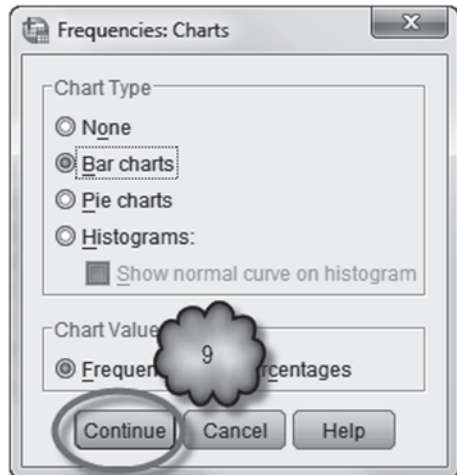 Frequencies: Charts
Chart Type
None
Bar charts
Pie charts
Histograms:
Show normal curve on histogram
Chart Value
9
Frequen rcentages
Continue Cancel Help